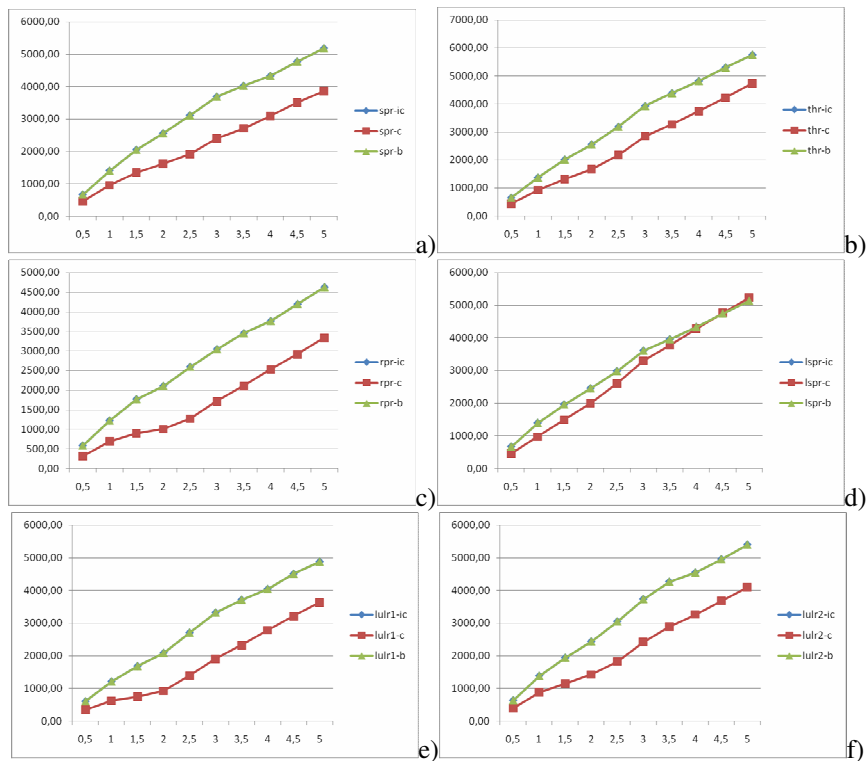 6000,00
5000,00
4000,00
3000,00
2000,00
1000,00
0,00
0,5 1 1,5 2 2,5 3 3,5 4 4,5 5
spr-ic
spr-c
spr-b
a)
7000,00
6000,00
5000,00
4000,00
3000,00
2000,00
1000,00
0,00
0,5 1 1,5 2 2,5 3 3,5 4 4,5 5
thr-ic
thr-c
thr-b
b)
5000,00
4500,00
4000,00
3500,00
3000,00
2500,00
2000,00
1500,00
1000,00
500,00
0,00
0,5 1 1,5 2 2,5 3 3,5 4 4,5 5
rpr-ic
rpr-c
rpr-b
c)
6000,00
5000,00
4000,00
3000,00
2000,00
1000,00
0,00
0,5 1 1,5 2 2,5 3 3,5 4 4,5 5
lspr-ic
lspr-c
lspr-b
d)
6000,00
5000,00
4000,00
3000,00
2000,00
1000,00
0,00
0,5 1 1,5 2 2,5 3 3,5 4 4,5 5
lulr1-ic
lulr1-c
lulr1-b
e)
6000,00
5000,00
4000,00
3000,00
2000,00
1000,00
0,00
0,5 1 1,5 2 2,5 3 3,5 4 4,5 5
lulr2-ic
lulr2-c
lulr2-b
f)